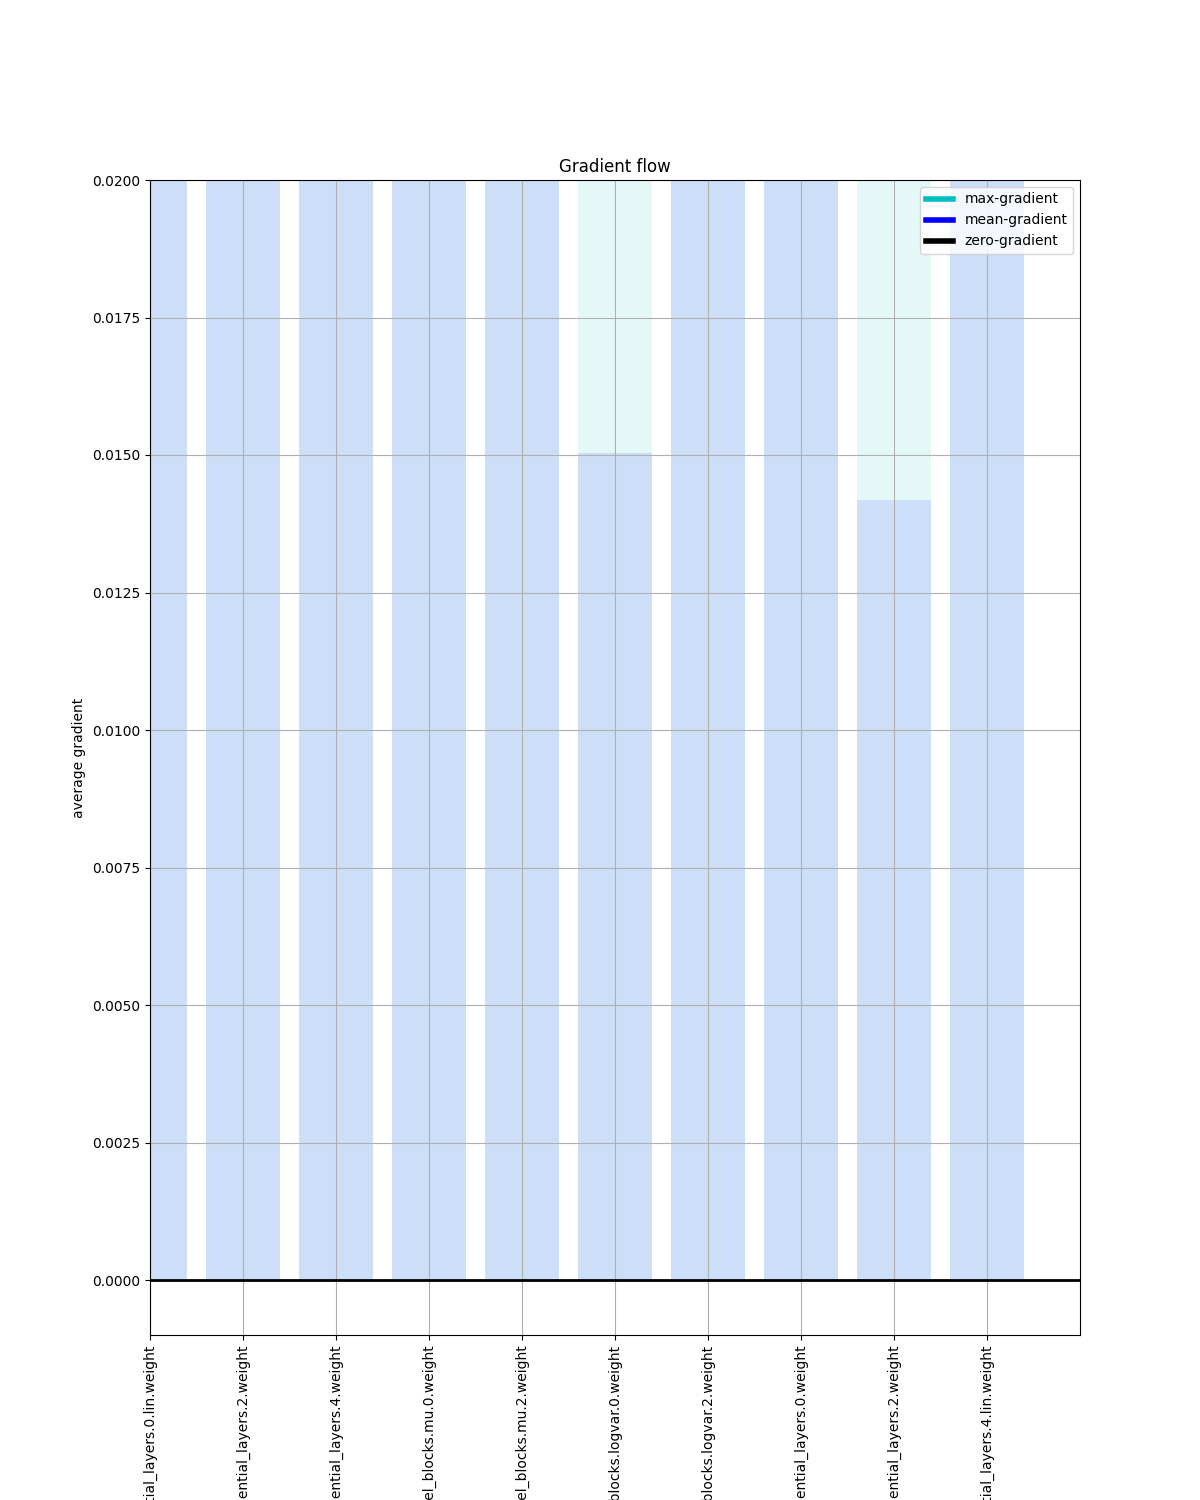 Gradient flow
max-gradient
mean-gradient
zero-gradient
0.0200
0.0175
0.0150
0.0125
0.0100
0.0075
0.0050
0.0025
0.0000
average gradient
tial_layers.0.lin.weight
ential_layers.2.weight
ential_layers.4.weight
el_blocks.mu.0.weight
el_blocks.mu.2.weight
blocks.logvar.0.weight
blocks.logvar.2.weight
ential_layers.0.weight
ential_layers.2.weight
tial_layers.4.lin.weight